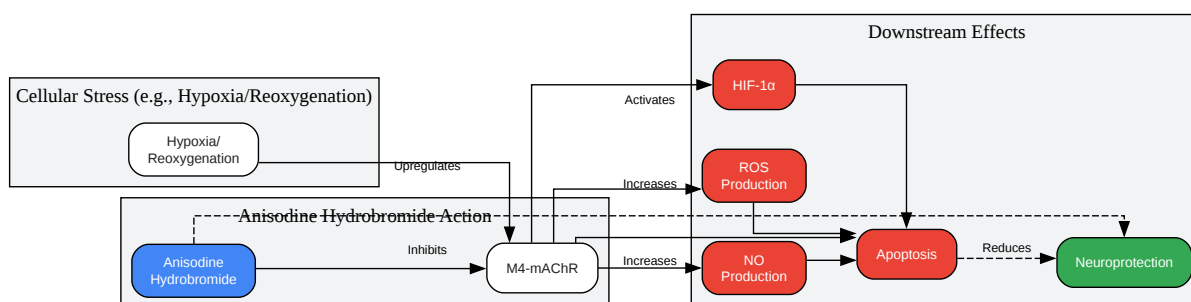 Downstream Effects
Cellular Stress (e.g., Hypoxia/Reoxygenation)
HIF-1α
Activates
Hypoxia/
Reoxygenation
Upregulates
ROS
Production
Increases
Anisodine Hydrobromide Action
Anisodine
Hydrobromide
Inhibits
M4-mAChR
Increases
NO
Production
Apoptosis
Reduces
Neuroprotection